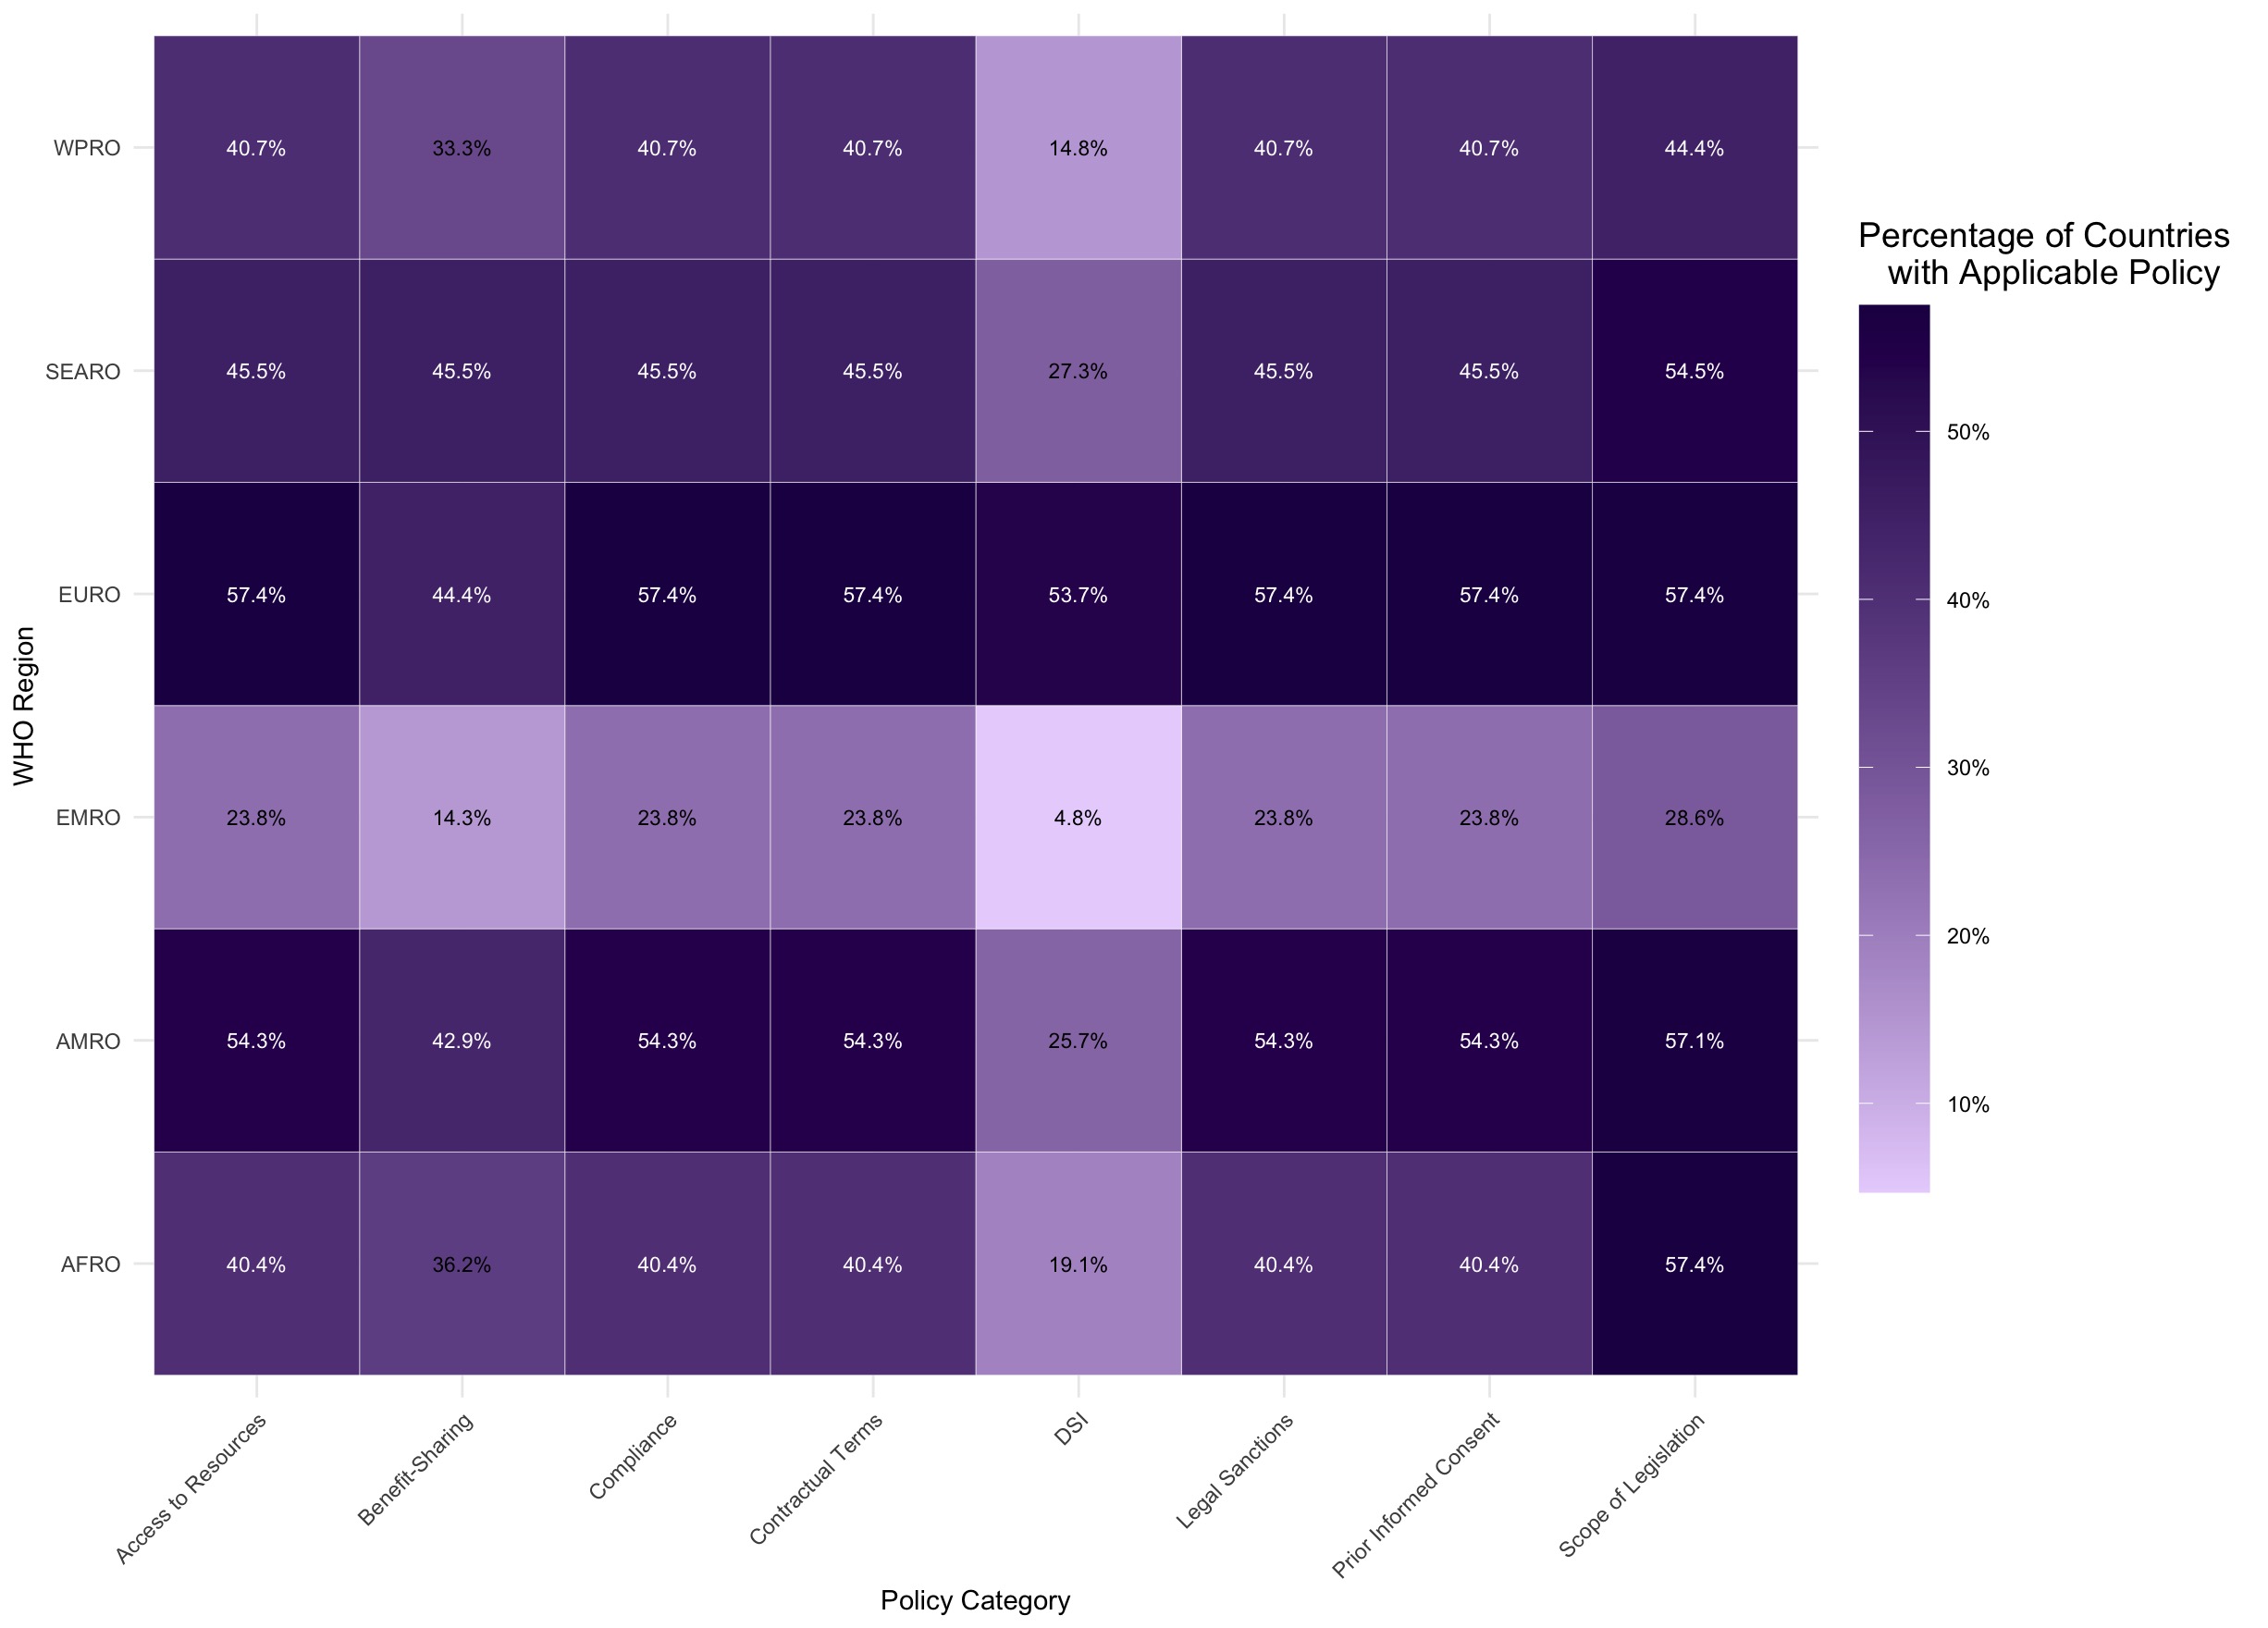 WPRO 40.7% 33.3% 40.7% 40.7% 14.8% 40.7% 40.7% 44.4%
SEARO 45.5% 45.5% 45.5% 45.5% 27.3% 45.5% 45.5% 54.5%
EURO 57.4% 44.4% 57.4% 57.4% 53.7% 57.4% 57.4% 57.4%
EMRO 23.8% 14.3% 23.8% 23.8% 4.8% 23.8% 23.8% 28.6%
AMRO 54.3% 42.9% 54.3% 54.3% 25.7% 54.3% 54.3% 57.1%
AFRO 40.4% 36.2% 40.4% 40.4% 19.1% 40.4% 40.4% 57.4%
WHO Region
Access to Resources
Benefit-Sharing
Compliance
Contractual Terms
DSI
Legal Sanctions
Prior Informed Consent
Scope of Legislation
Policy Category
Percentage of Countries
with Applicable Policy
50%
40%
30%
20%
10%